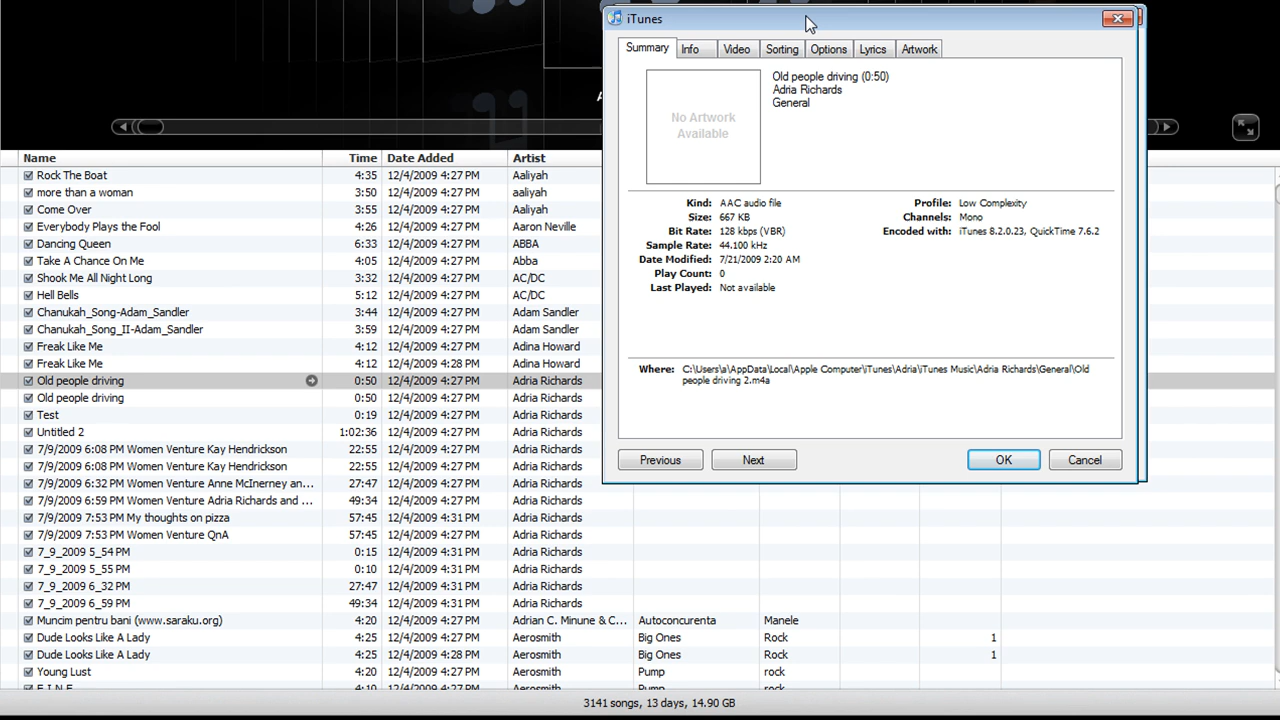 iTunes
Summary Info Video Sorting Options Lyrics Artwork
No Artwork
Available
Old people driving (0:50)
Adria Richards
General
Kind: AAC audio file
Size: 667 KB
Bit Rate: 128 kbps (VBR)
Sample Rate: 44.100 kHz
Date Modified: 7/21/2009 2:20 AM
Play Count: 0
Last Played: Not available
Profile: Low Complexity
Channels: Mono
Encoded with: iTunes 8.2.0.23, QuickTime 7.6.2
Where: C:\Users\a\AppData\Local\Apple Computer\iTunes\Adria\iTunes Music\Adria Richards\General\Old
people driving 2.m4a
Previous Next OK Cancel
Name Time Date Added Artist
Rock The Boat 4:35 12/4/2009 4:27 PM Aaliyah
more than a woman 3:50 12/4/2009 4:27 PM aaliyah
Come Over 3:55 12/4/2009 4:27 PM Aaliyah
Everybody Plays the Fool 4:26 12/4/2009 4:27 PM Aaron Neville
Dancing Queen 6:33 12/4/2009 4:27 PM ABBA
Take A Chance On Me 4:05 12/4/2009 4:27 PM Abba
Shook Me All Night Long 3:32 12/4/2009 4:27 PM AC/DC
Hell Bells 5:12 12/4/2009 4:27 PM AC/DC
Chanukah_Song-Adam_Sandler 3:44 12/4/2009 4:27 PM Adam Sandler
Chanukah_Song_II-Adam_Sandler 3:59 12/4/2009 4:27 PM Adam Sandler
Freak Like Me 4:12 12/4/2009 4:27 PM Adina Howard
Freak Like Me 4:12 12/4/2009 4:28 PM Adina Howard
Old people driving 0:50 12/4/2009 4:27 PM Adria Richards
Old people driving 0:50 12/4/2009 4:27 PM Adria Richards
Test 0:19 12/4/2009 4:27 PM Adria Richards
Untitled 2 1:02:36 12/4/2009 4:27 PM Adria Richards
7/9/2009 6:08 PM Women Venture Kay Hendrickson 22:55 12/4/2009 4:27 PM Adria Richards
7/9/2009 6:08 PM Women Venture Kay Hendrickson 22:55 12/4/2009 4:27 PM Adria Richards
7/9/2009 6:32 PM Women Venture Anne McInerney an... 27:47 12/4/2009 4:27 PM Adria Richards
7/9/2009 6:59 PM Women Venture Adria Richards and ... 49:34 12/4/2009 4:27 PM Adria Richards
7/9/2009 7:53 PM My thoughts on pizza 57:45 12/4/2009 4:31 PM Adria Richards
7/9/2009 7:53 PM Women Venture QnA 57:45 12/4/2009 4:27 PM Adria Richards
7_9_2009 5_54 PM 0:15 12/4/2009 4:31 PM Adria Richards
7_9_2009 5_55 PM 0:10 12/4/2009 4:31 PM Adria Richards
7_9_2009 6_32 PM 27:47 12/4/2009 4:31 PM Adria Richards
7_9_2009 6_59 PM 49:34 12/4/2009 4:31 PM Adria Richards
Muncim pentru bani (www.saraku.org) 4:20 12/4/2009 4:27 PM Adrian C. Minune & C... Autoconcurenta Manele
Dude Looks Like A Lady 4:25 12/4/2009 4:27 PM Aerosmith Big Ones Rock 1
Dude Looks Like A Lady 4:25 12/4/2009 4:28 PM Aerosmith Big Ones Rock 1
Young Lust 4:20 12/4/2009 4:27 PM Aerosmith Pump rock
F.I.N.E. 4:10 12/4/2009 4:27 PM Aerosmith Pump rock
3141 songs, 13 days, 14.90 GB